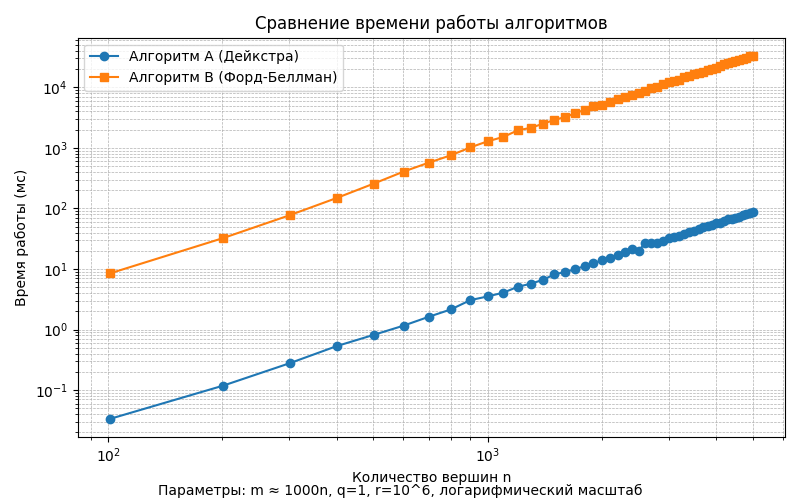 Сравнение времени работы алгоритмов
Алгоритм A (Дейкстра)
Алгоритм B (Форд-Беллман)
Время работы (мс)
10^4
10^3
10^2
10^1
10^0
10^−1
10^2
10^3
Количество вершин n
Параметры: m ≈ 1000n, q=1, r=10^6, логарифмический масштаб